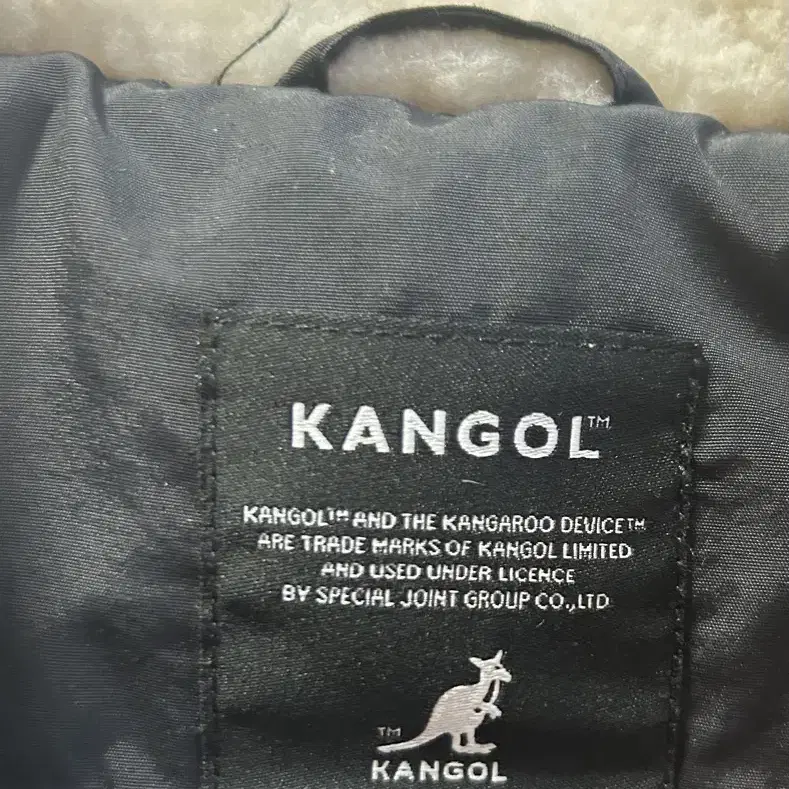 KANGOL™
KANGOL™ AND THE KANGAROO DEVICE™
ARE TRADE MARKS OF KANGOL LIMITED
AND USED UNDER LICENCE
BY SPECIAL JOINT GROUP CO.,LTD
TM
KANGOL